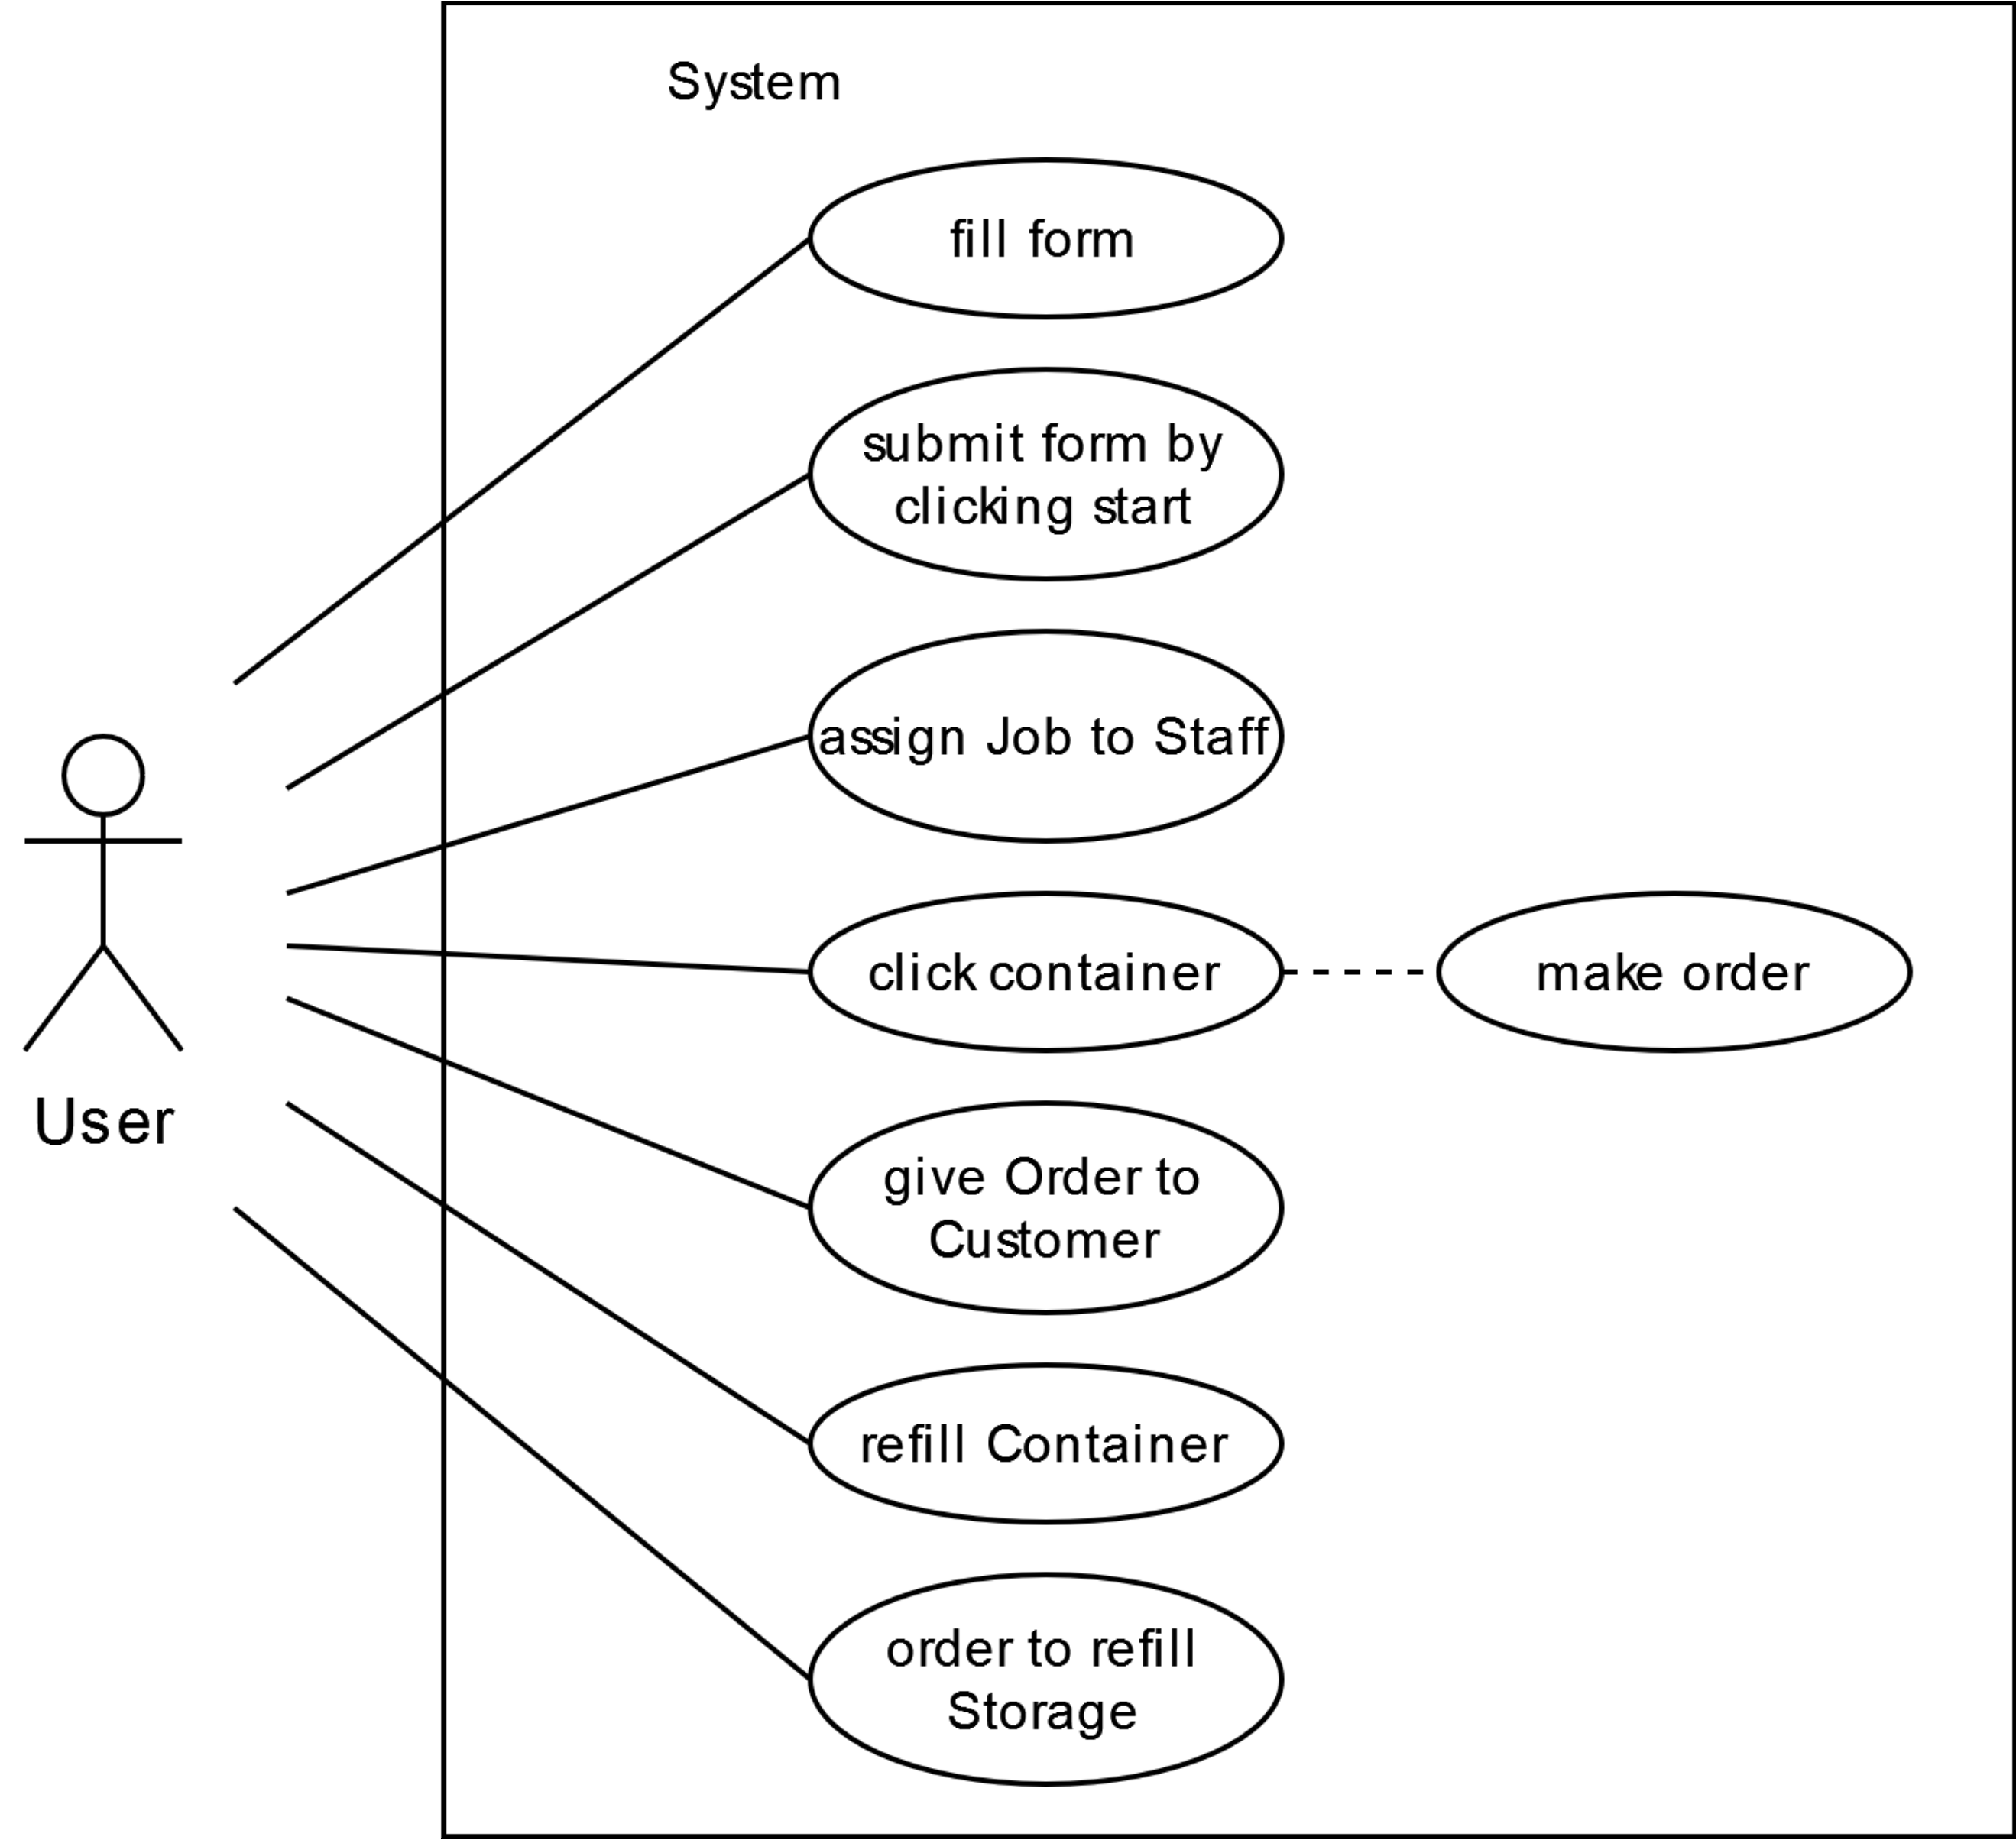 System
fill form
submit form by
clicking start
assign Job to Staff
click container
make order
User
give Order to
Customer
refill Container
order to refill
Storage